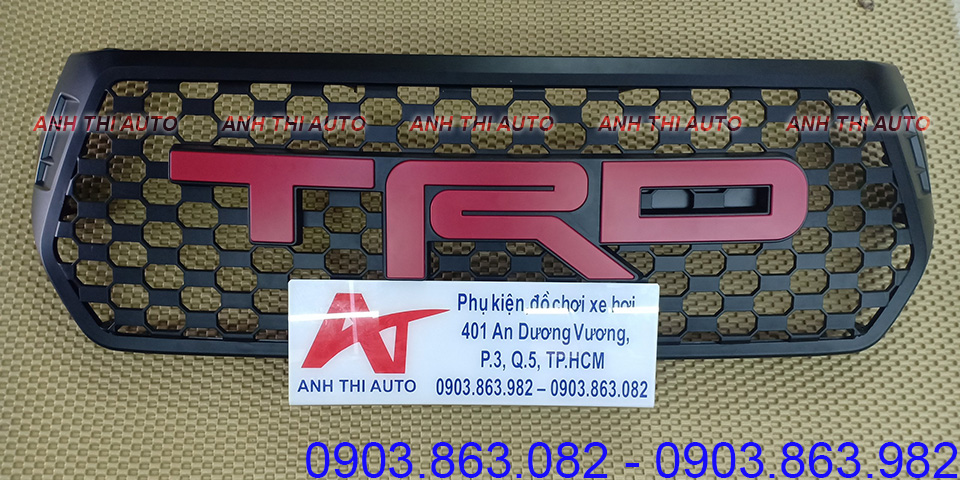 ANH THI AUTO ANH THI AUTO ANH THI AUTO ANH THI AUTO ANH THI AUTO
TRD
AT
ANH THI AUTO
Phụ kiện đồ chơi xe hơi
401 An Dương Vương,
P.3, Q.5, TP.HCM
0903.863.982 – 0903.863.082
0903.863.082 - 0903.863.982